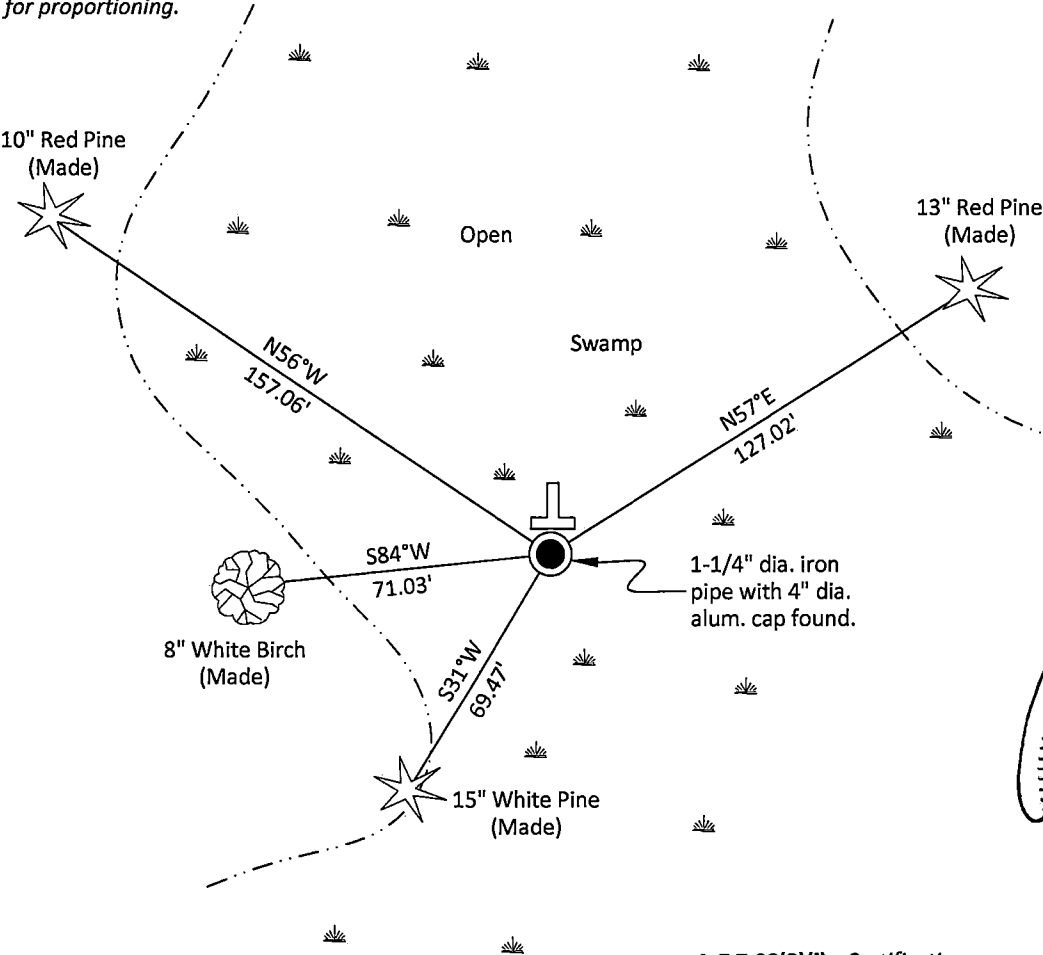 for proportioning.
10" Red Pine
(Made)
13" Red Pine
(Made)
Open
Swamp
N56°W
157.06'
N57°E
127.02'
S84°W
71.03'
1-1/4" dia. iron
pipe with 4" dia.
alum. cap found.
8" White Birch
(Made)
S31°W
69.47'
15" White Pine
(Made)